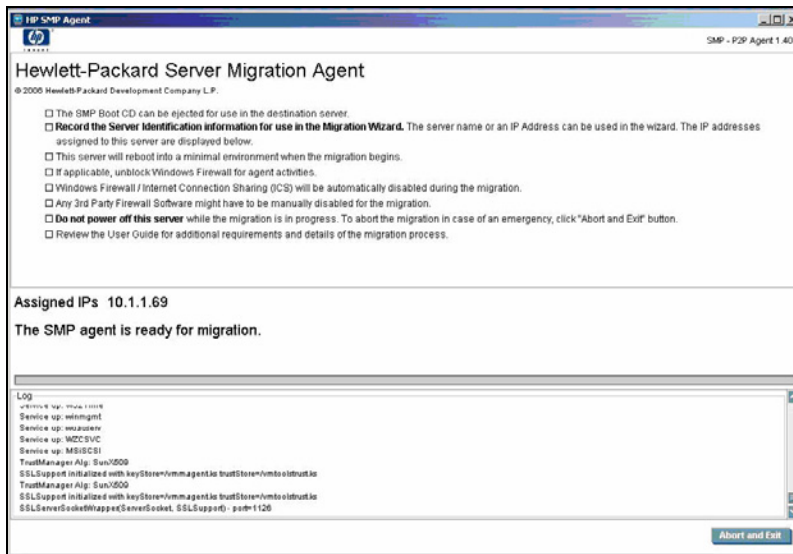 HP SMP Agent
hp
invent
SMP - P2P Agent 1.40
Hewlett-Packard Server Migration Agent
© 2006 Hewlett-Packard Development Company L.P.
The SMP Boot CD can be ejected for use in the destination server.
Record the Server Identification information for use in the Migration Wizard. The server name or an IP Address can be used in the wizard. The IP addresses
assigned to this server are displayed below.
This server will reboot into a minimal environment when the migration begins.
If applicable, unblock Windows Firewall for agent activities.
Windows Firewall / Internet Connection Sharing (ICS) will be automatically disabled during the migration.
Any 3rd Party Firewall Software might have to be manually disabled for the migration.
Do not power off this server while the migration is in progress. To abort the migration in case of an emergency, click "Abort and Exit" button.
Review the User Guide for additional requirements and details of the migration process.
Assigned IPs 10.1.1.69
The SMP agent is ready for migration.
Log
Service up: W32Time
Service up: winmgmt
Service up: wuauserv
Service up: WZCSVC
Service up: MSiSCSI
TrustManager Alg: SunX509
SSLSupport initialized with keyStore=/vmm.agent.ks trustStore=/vmtoolstrust.ks
TrustManager Alg: SunX509
SSLSupport initialized with keyStore=/vmm.agent.ks trustStore=/vmtoolstrust.ks
SSLServerSocketWrapper(ServerSocket, SSLSupport) - port=1126
Abort and Exit